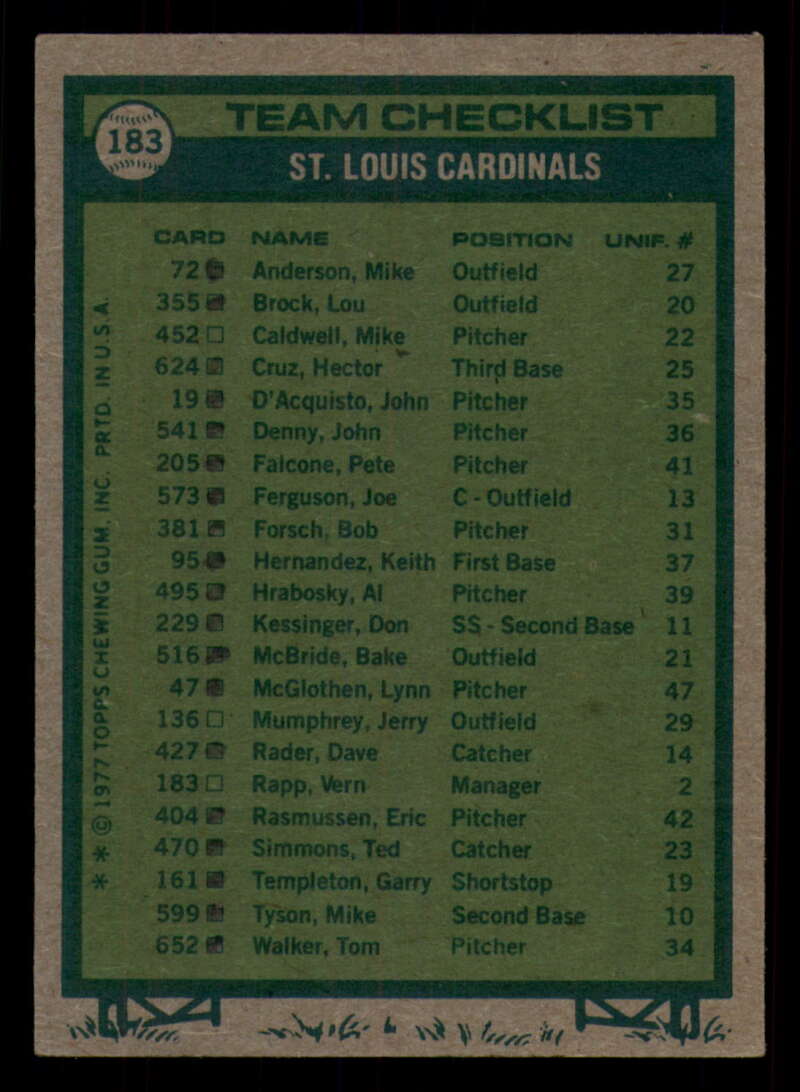 183
TEAM CHECKLIST
ST. LOUIS CARDINALS
CARD NAME POSITION UNIF. #
72 Anderson, Mike Outfield 27
355 Brock, Lou Outfield 20
452 Caldwell, Mike Pitcher 22
624 Cruz, Hector Third Base 25
19 D'Acquisto, John Pitcher 35
541 Denny, John Pitcher 36
205 Falcone, Pete Pitcher 41
573 Ferguson, Joe C - Outfield 13
381 Forsch, Bob Pitcher 31
95 Hernandez, Keith First Base 37
495 Hrabosky, Al Pitcher 39
229 Kessinger, Don SS - Second Base 11
516 McBride, Bake Outfield 21
47 McGlothen, Lynn Pitcher 47
136 Mumphrey, Jerry Outfield 29
427 Rader, Dave Catcher 14
183 Rapp, Vern Manager 2
404 Rasmussen, Eric Pitcher 42
470 Simmons, Ted Catcher 23
161 Templeton, Garry Shortstop 19
599 Tyson, Mike Second Base 10
652 Walker, Tom Pitcher 34
* * © 1977 TOPPS CHEWING GUM, INC. PRTD. IN U.S.A.